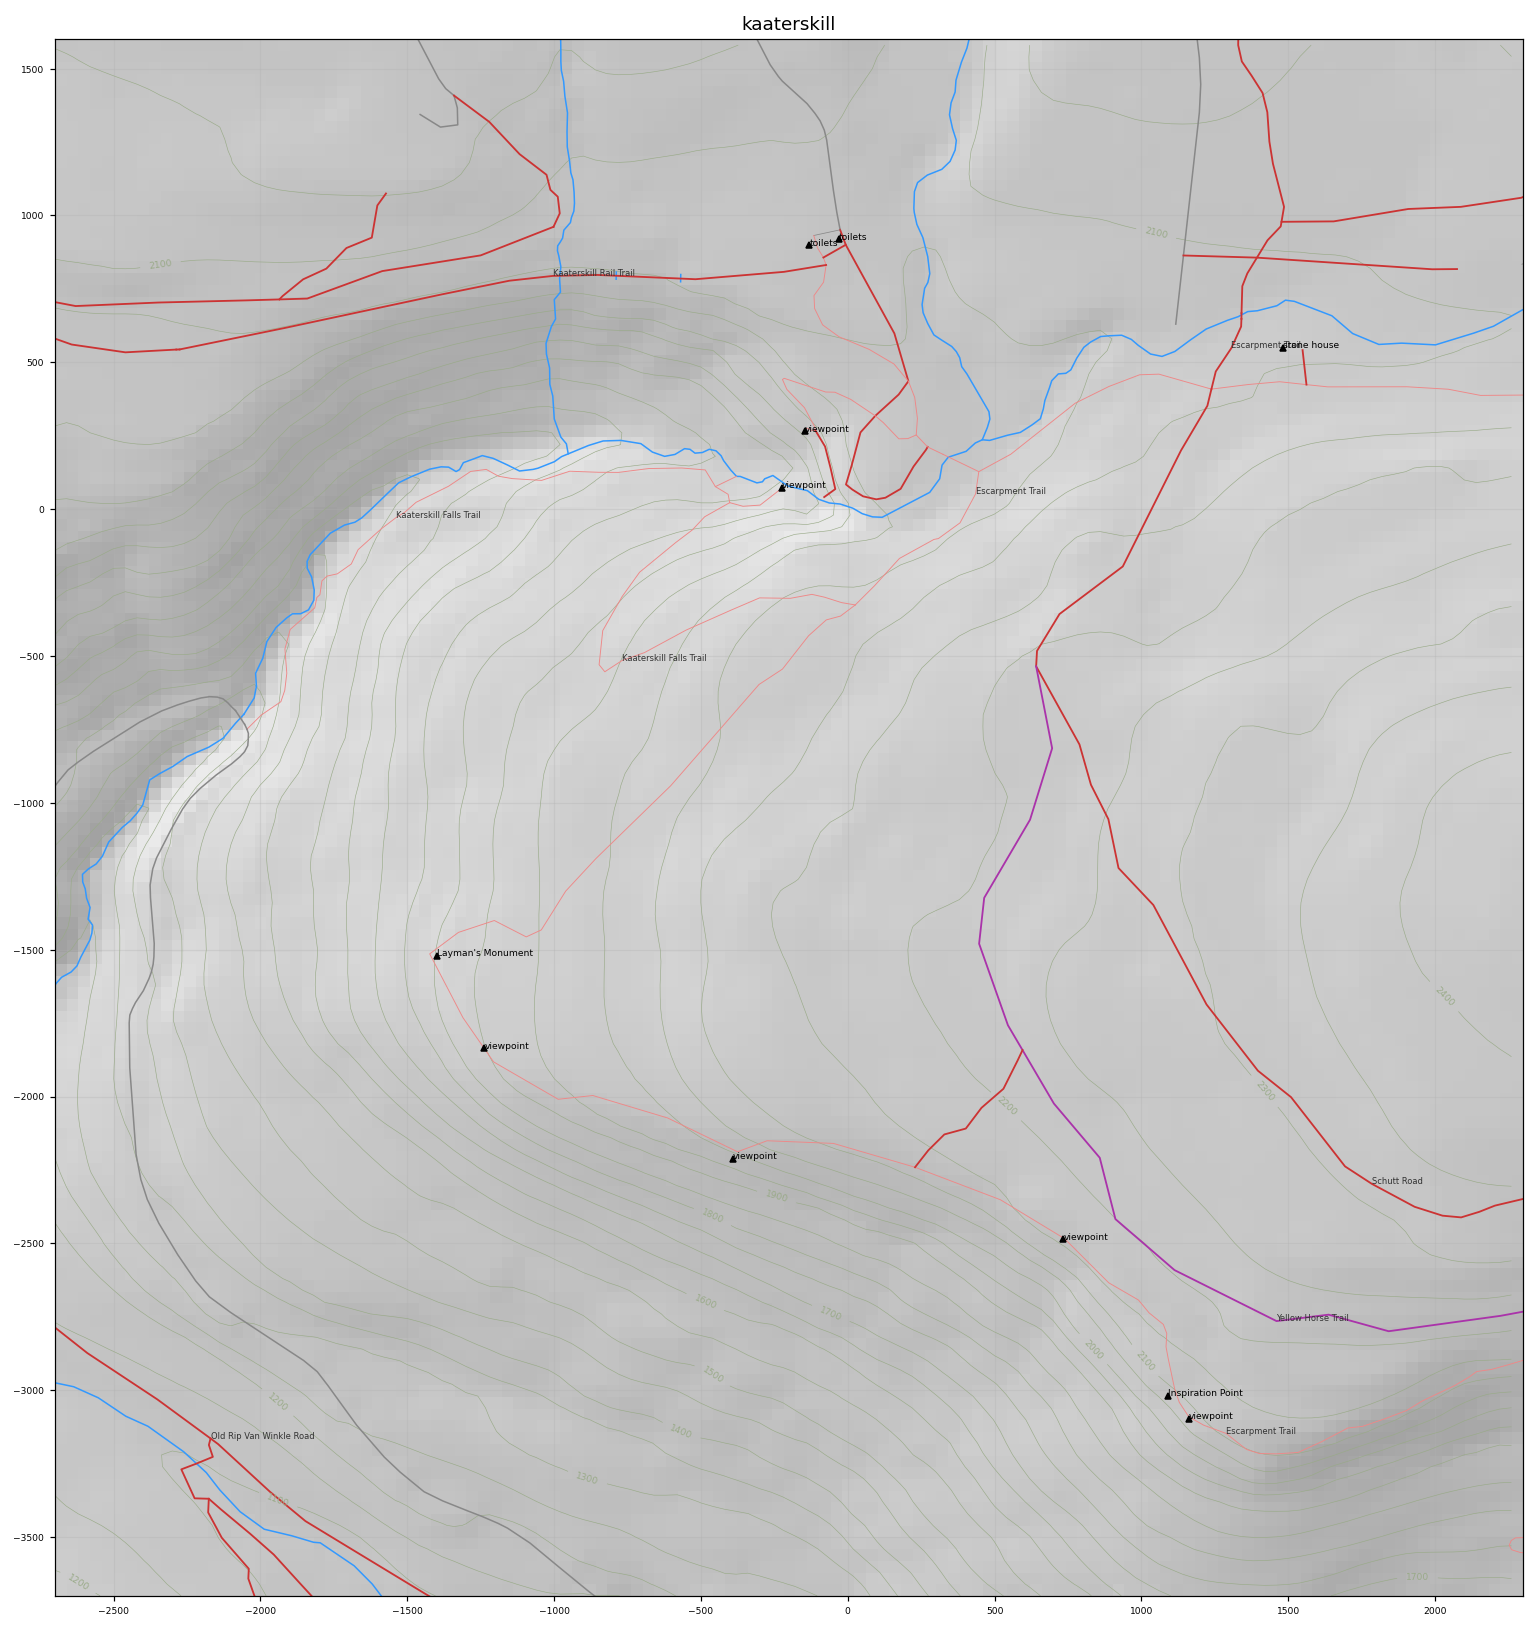 kaaterskill
1500
2100
2100
1000
toilets
toilets
Kaaterskill Rail Trail
500
Escarpment Trail
stone house
viewpoint
viewpoint
Escarpment Trail
0
Kaaterskill Falls Trail
−500
Kaaterskill Falls Trail
−1000
−1500
Layman's Monument
2400
viewpoint
−2000
2300
2200
viewpoint
Schutt Road
1900
1800
−2500
viewpoint
1600
1700
Yellow Horse Trail
2000
2100
1500
−3000
Inspiration Point
1200
viewpoint
Escarpment Trail
Old Rip Van Winkle Road
1400
1300
1100
−3500
1200
1700
−2500
−2000
−1500
−1000
−500
0
500
1000
1500
2000